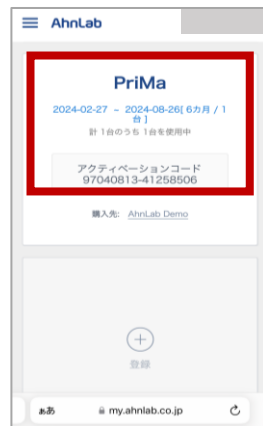 AhnLab
PriMa
2024-02-27 ~ 2024-08-26[ 6カ月 / 1
台 ]
計 1台のうち 1台を使用中
アクティベーションコード
97040813-41258506
購入先: AhnLab Demo
登録
ぁあ my.ahnlab.co.jp